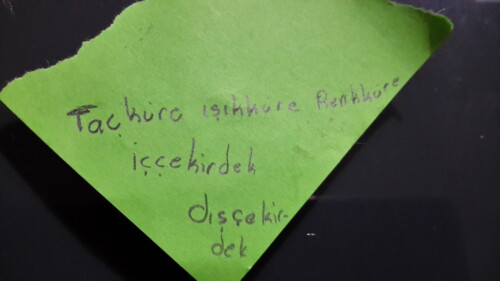 Taçküre ışıkküre Renkküre
iççekirdek
dışçekir-
dek